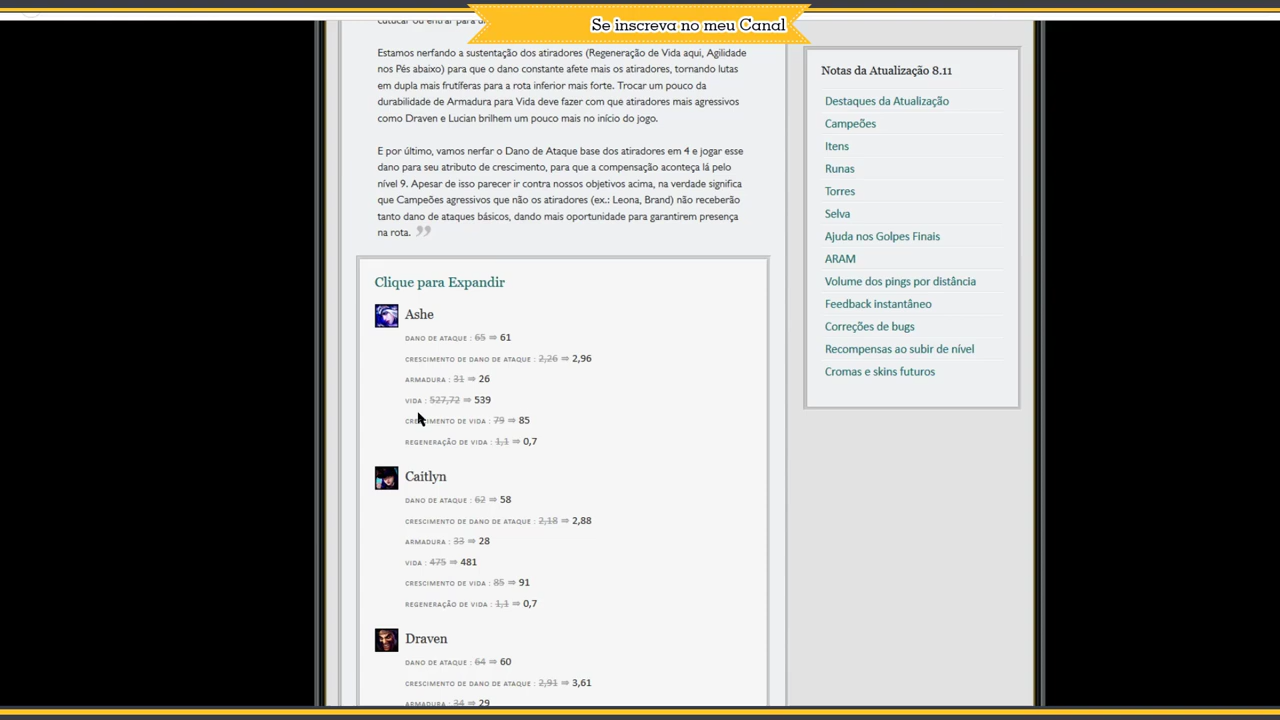 Se inscreva no meu Canal
Estamos nerfando a sustentação dos atiradores (Regeneração de Vida aqui, Agilidade
nos Pés abaixo) para que o dano constante afete mais os atiradores, tornando lutas
em dupla mais frutíferas para a rota inferior mais forte. Trocar um pouco da
durabilidade de Armadura para Vida deve fazer com que atiradores mais agressivos
como Draven e Lucian brilhem um pouco mais no início do jogo.
E por último, vamos nerfar o Dano de Ataque base dos atiradores em 4 e jogar esse
dano para seu atributo de crescimento, para que a compensação aconteça lá pelo
nível 9. Apesar de isso parecer ir contra nossos objetivos acima, na verdade significa
que Campeões agressivos que não os atiradores (ex.: Leona, Brand) não receberão
tanto dano de ataques básicos, dando mais oportunidade para garantirem presença
na rota. ”
Clique para Expandir
Ashe
DANO DE ATAQUE : 65 ⇒ 61
CRESCIMENTO DE DANO DE ATAQUE : 2,26 ⇒ 2,96
ARMADURA : 31 ⇒ 26
VIDA : 527,72 ⇒ 539
CRESCIMENTO DE VIDA : 79 ⇒ 85
REGENERAÇÃO DE VIDA : 1,1 ⇒ 0,7
Caitlyn
DANO DE ATAQUE : 62 ⇒ 58
CRESCIMENTO DE DANO DE ATAQUE : 2,18 ⇒ 2,88
ARMADURA : 33 ⇒ 28
VIDA : 475 ⇒ 481
CRESCIMENTO DE VIDA : 85 ⇒ 91
REGENERAÇÃO DE VIDA : 1,1 ⇒ 0,7
Draven
DANO DE ATAQUE : 64 ⇒ 60
CRESCIMENTO DE DANO DE ATAQUE : 2,91 ⇒ 3,61
ARMADURA : 34 ⇒ 29
Notas da Atualização 8.11
Destaques da Atualização
Campeões
Itens
Runas
Torres
Selva
Ajuda nos Golpes Finais
ARAM
Volume dos pings por distância
Feedback instantâneo
Correções de bugs
Recompensas ao subir de nível
Cromas e skins futuros